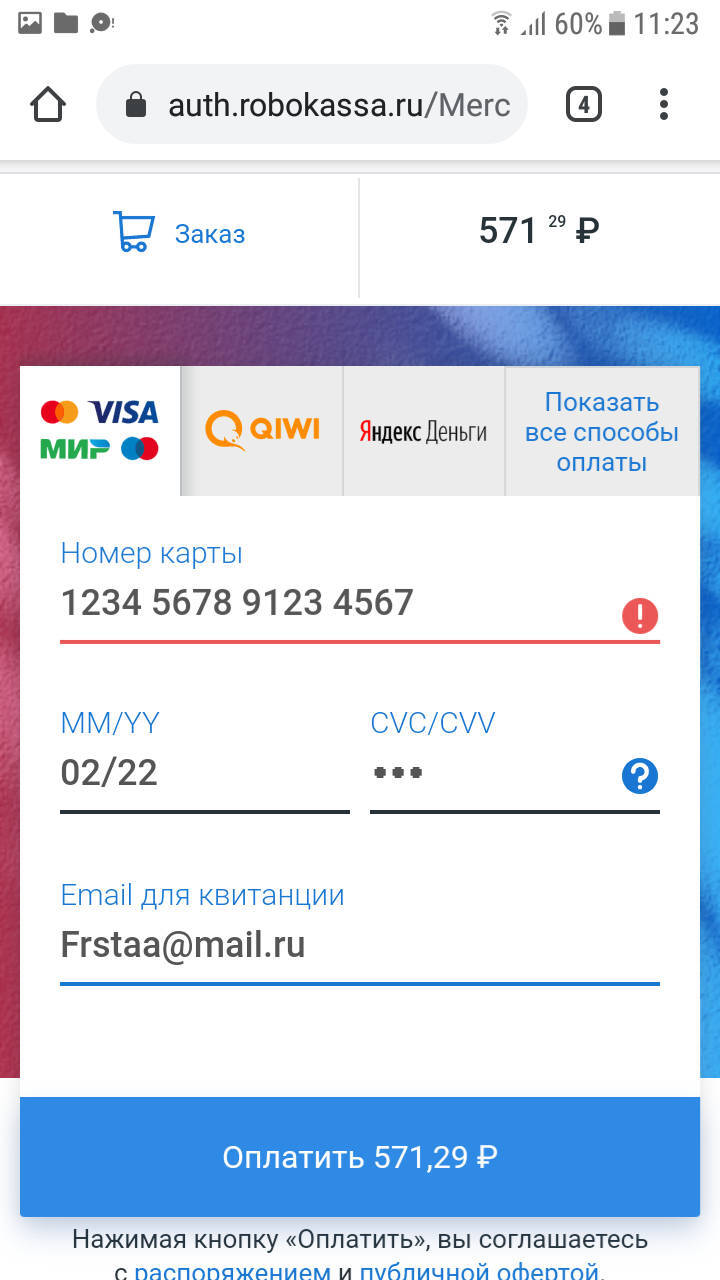 60% 11:23
auth.robokassa.ru/Merc 4
Заказ 571 29 ₽
VISA
МИР
QIWI
Яндекс Деньги
Показать
все способы
оплаты
Номер карты
1234 5678 9123 4567
MM/YY CVC/CVV
02/22 •••
Email для квитанции
Frstaa@mail.ru
Оплатить 571,29 ₽
Нажимая кнопку «Оплатить», вы соглашаетесь
с распоряжением и публичной офертой.